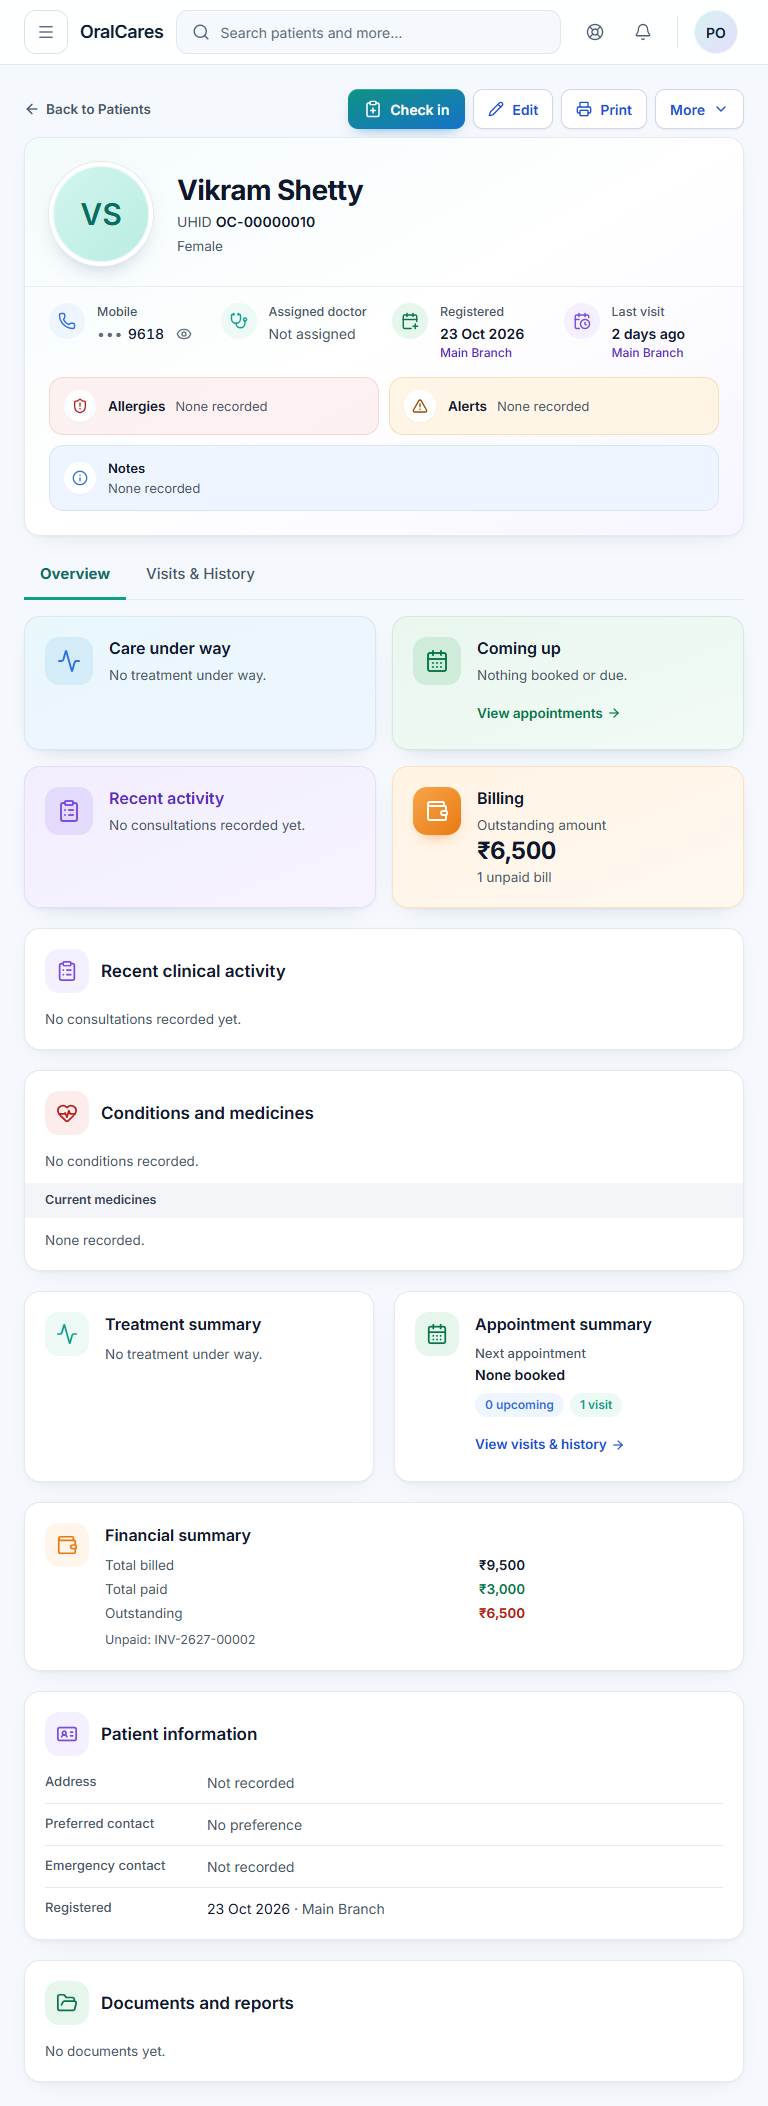 OralCares
Search patients and more...
PO
Back to Patients
Check in
Edit
Print
More
VS
Vikram Shetty
UHID OC-00000010
Female
Mobile
••• 9618
Assigned doctor
Not assigned
Registered
23 Oct 2026
Main Branch
Last visit
2 days ago
Main Branch
Allergies None recorded
Alerts None recorded
Notes
None recorded
Overview
Visits & History
Care under way
No treatment under way.
Coming up
Nothing booked or due.
View appointments →
Recent activity
No consultations recorded yet.
Billing
Outstanding amount
₹6,500
1 unpaid bill
Recent clinical activity
No consultations recorded yet.
Conditions and medicines
No conditions recorded.
Current medicines
None recorded.
Treatment summary
No treatment under way.
Appointment summary
Next appointment
None booked
0 upcoming
1 visit
View visits & history →
Financial summary
Total billed ₹9,500
Total paid ₹3,000
Outstanding ₹6,500
Unpaid: INV-2627-00002
Patient information
Address Not recorded
Preferred contact No preference
Emergency contact Not recorded
Registered 23 Oct 2026 · Main Branch
Documents and reports
No documents yet.